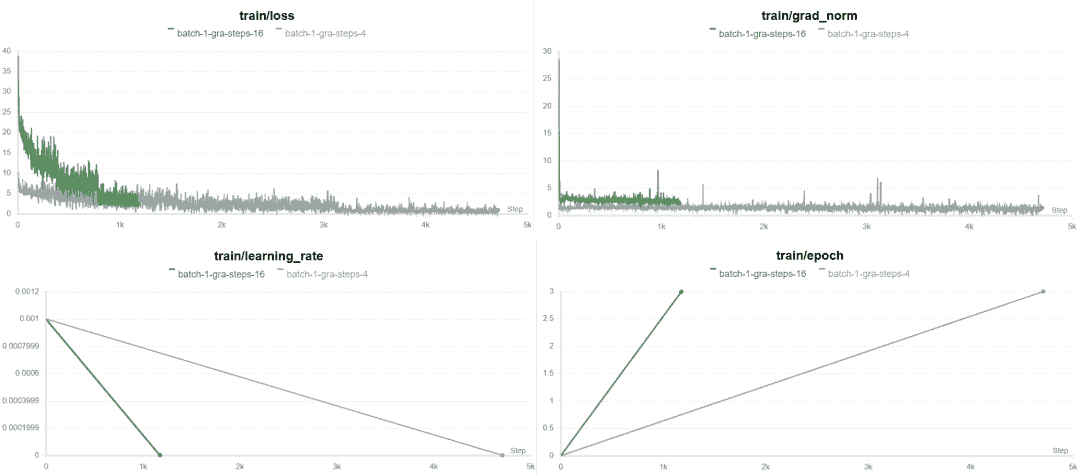 train/loss
batch-1-gra-steps-16 batch-1-gra-steps-4
40
35
30
25
20
15
10
5
0
0 1k 2k 3k 4k 5k
Step
train/grad_norm
batch-1-gra-steps-16 batch-1-gra-steps-4
30
25
20
15
10
5
0
0 1k 2k 3k 4k 5k
Step
train/learning_rate
batch-1-gra-steps-16 batch-1-gra-steps-4
0.0012
0.001
0.0007999
0.0006
0.0003999
0.0001999
0
0 1k 2k 3k 4k 5k
Step
train/epoch
batch-1-gra-steps-16 batch-1-gra-steps-4
3
2.5
2
1.5
1
0.5
0
0 1k 2k 3k 4k 5k
Step